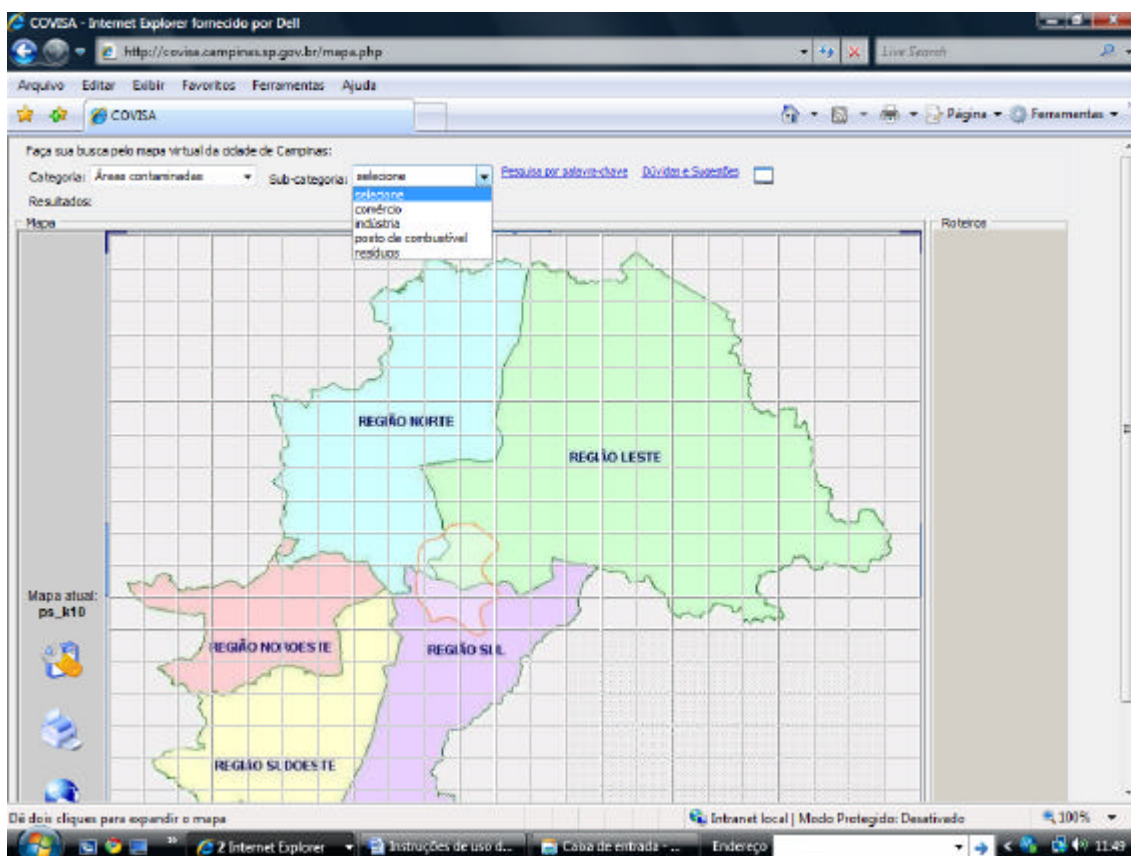 COVISA - Internet Explorer fornecido por Dell
http://covisa.campinas.sp.gov.br/mapa.php
Live Search
Arquivo Editar Exibir Favoritos Ferramentas Ajuda
COVISA
Página Ferramentas
Faça sua busca pelo mapa virtual da cidade de Campinas:
Categoria: Áreas contaminadas Sub-categoria: selecione Pesquisa por palavra-chave Dúvidas e Sugestões
selecione
Resultados:
comércio
indústria
Mapa
Roteiros
posto de combustível
resíduos
REGIÃO NORTE
REGIÃO LESTE
Mapa atual:
ps_k10
REGIÃO NOROESTE
REGIÃO SUL
REGIÃO SUDOESTE
Dê dois cliques para expandir o mapa
Intranet local | Modo Protegido: Desativado
100%
2 Internet Explorer
Instruções de uso d...
Caixa de entrada - ...
Endereço
11:49